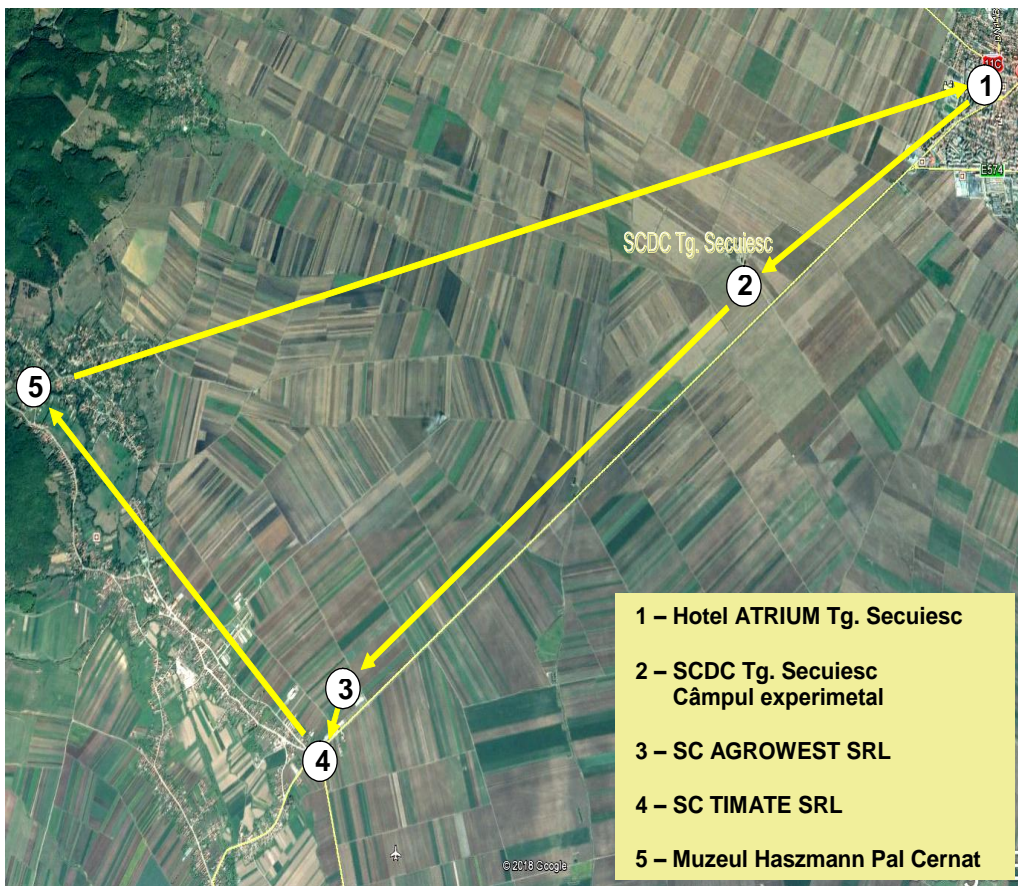 11C
1
E574
SCDC Tg. Secuiesc
2
5
3
4
1 – Hotel ATRIUM Tg. Secuiesc
2 – SCDC Tg. Secuiesc
Câmpul experimetal
3 – SC AGROWEST SRL
4 – SC TIMATE SRL
5 – Muzeul Haszmann Pal Cernat
© 2018 Google